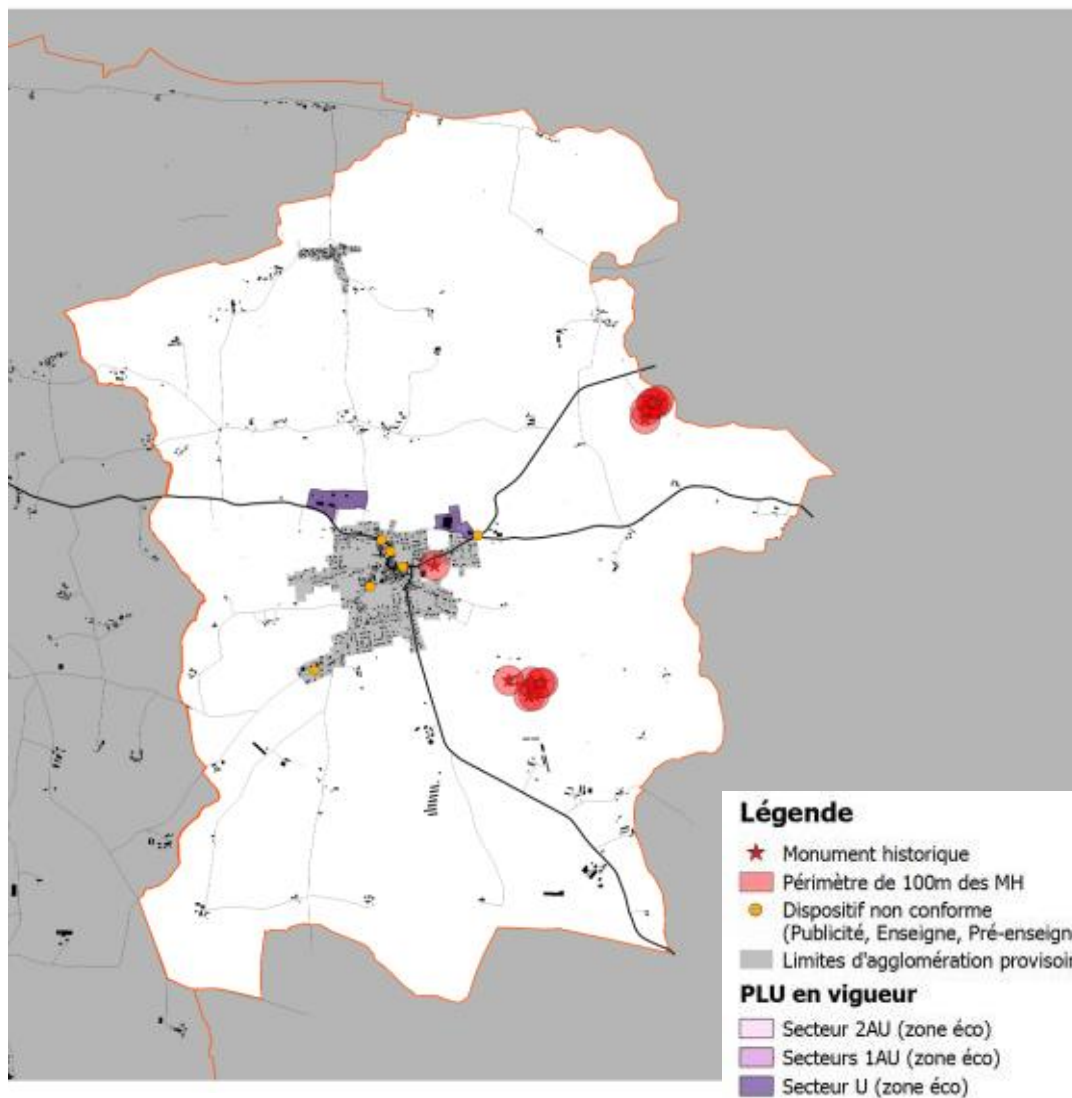 Légende
Monument historique
Périmètre de 100m des MH
Dispositif non conforme
(Publicité, Enseigne, Pré-enseign
Limites d'agglomération provisoir
PLU en vigueur
Secteur 2AU (zone éco)
Secteurs 1AU (zone éco)
Secteur U (zone éco)